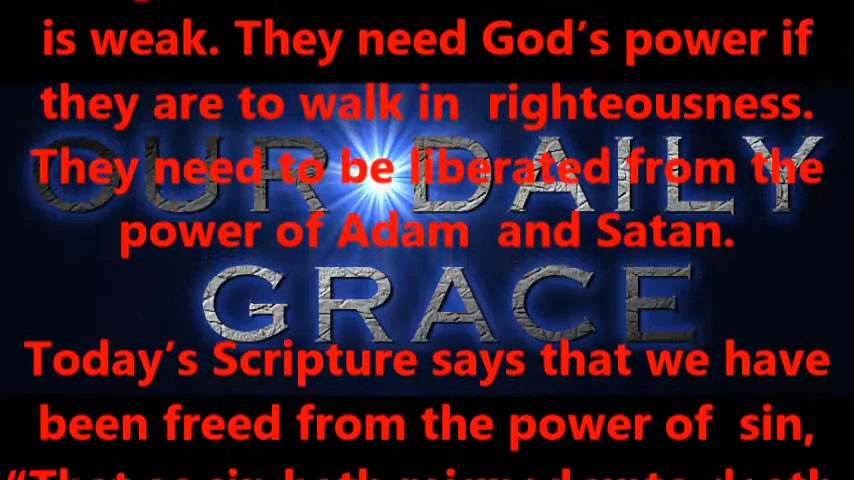 is weak. They need God's power if
they are to walk in righteousness.
They need to be liberated from the
power of Adam and Satan.
Today's Scripture says that we have
been freed from the power of sin,
OUR DAILY
GRACE